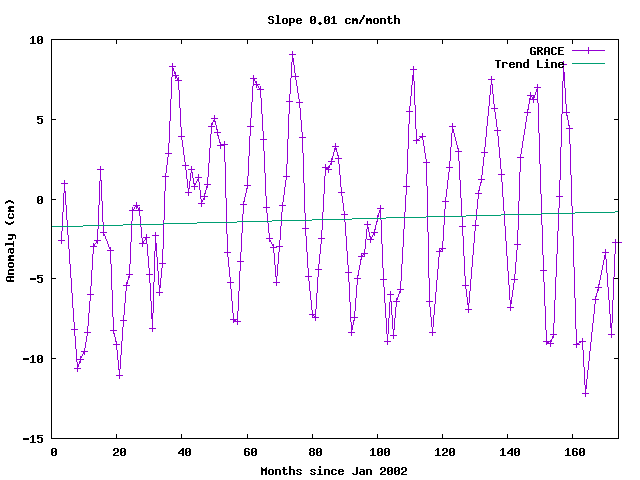 Slope 0.01 cm/month
GRACE
Trend Line
10
5
0
-5
-10
-15
Anomaly (cm)
0 20 40 60 80 100 120 140 160
Months since Jan 2002